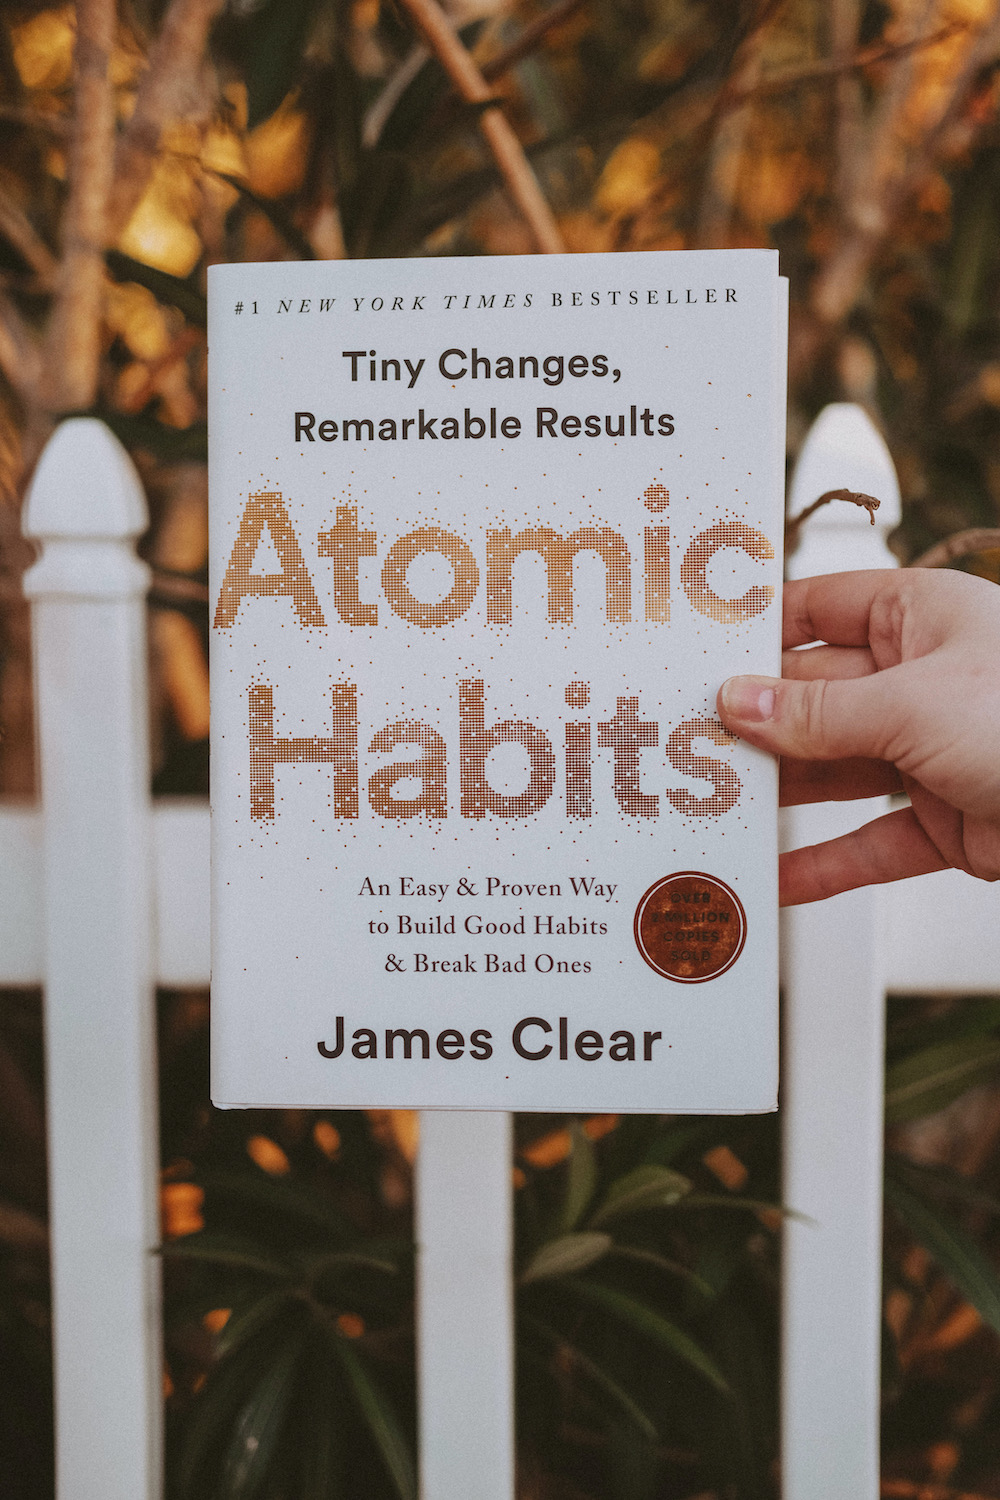 #1 NEW YORK TIMES BESTSELLER
Tiny Changes,
Remarkable Results
Atomic
Habits
An Easy & Proven Way
to Build Good Habits
& Break Bad Ones
OVER
2 MILLION
COPIES
SOLD
James Clear